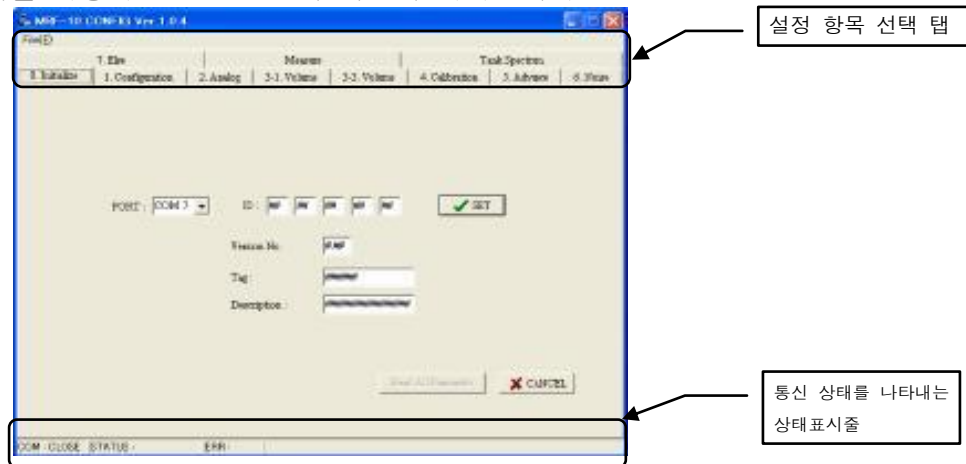 MRF-10 CONFIG Ver 1.0.4
설정 항목 선택 탭
File(F)
7. Else Measure Tank Spectrum
0. Initialize 1. Configuration 2. Analog 3-1. Volume 3-2. Volume 4. Calibration 5. Advance 6. Noise
PORT : COM ID : SET
Version No.
Tag :
Description :
CANCEL
통신 상태를 나타내는
상태표시줄
COM : CLOSE STATUS : ERR :